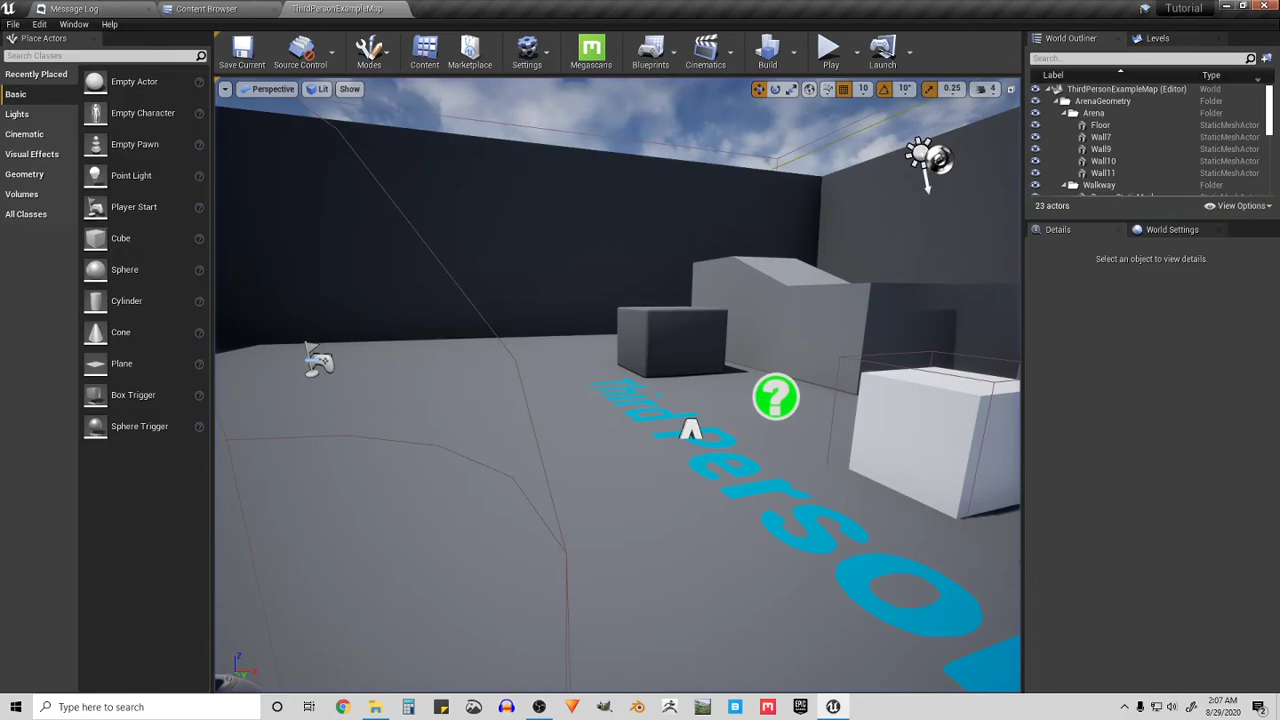 Message Log
Content Browser
ThirdPersonExampleMap
Tutorial
File
Edit
Window
Help
Place Actors
Search Classes
Recently Placed
Basic
Lights
Cinematic
Visual Effects
Geometry
Volumes
All Classes
Empty Actor
Empty Character
Empty Pawn
Point Light
Player Start
Cube
Sphere
Cylinder
Cone
Plane
Box Trigger
Sphere Trigger
Save Current
Source Control
Modes
Content
Marketplace
Settings
Megascans
Blueprints
Cinematics
Build
Play
Launch
Perspective
Lit
Show
10
10°
0.25
4
Third Perso
World Outliner
Levels
Search...
Label
Type
ThirdPersonExampleMap (Editor)
World
ArenaGeometry
Folder
Arena
Folder
Floor
StaticMeshActor
Wall7
StaticMeshActor
Wall9
StaticMeshActor
Wall10
StaticMeshActor
Wall11
StaticMeshActor
Walkway
Folder
23 actors
View Options
Details
World Settings
Select an object to view details.
Type here to search
2:07 AM
8/29/2020